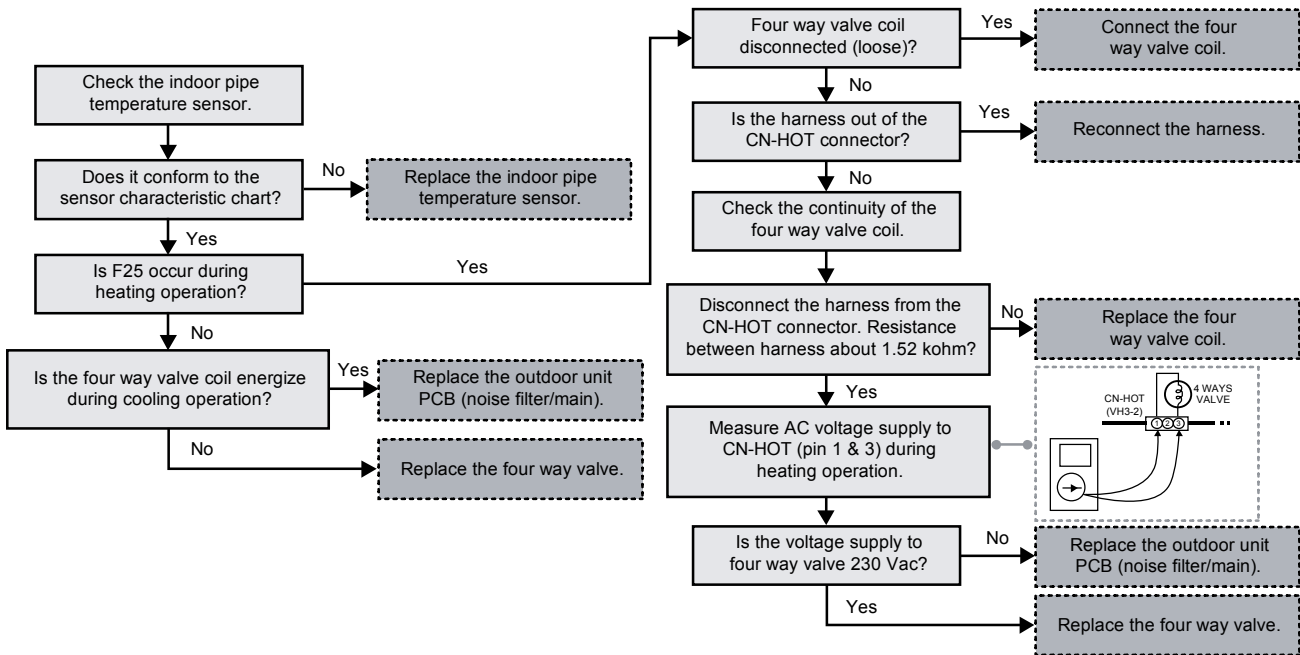 Check the indoor pipe
temperature sensor.
Does it conform to the
sensor characteristic chart?
No
Replace the indoor pipe
temperature sensor.
Yes
Is F25 occur during
heating operation?
Yes
No
Is the four way valve coil energize
during cooling operation?
Yes
Replace the outdoor unit
PCB (noise filter/main).
No
Replace the four way valve.
Four way valve coil
disconnected (loose)?
Yes
Connect the four
way valve coil.
No
Is the harness out of the
CN-HOT connector?
Yes
Reconnect the harness.
No
Check the continuity of the
four way valve coil.
Disconnect the harness from the
CN-HOT connector. Resistance
between harness about 1.52 kohm?
No
Replace the four
way valve coil.
Yes
Measure AC voltage supply to
CN-HOT (pin 1 & 3) during
heating operation.
CN-HOT
(VH3-2)
4 WAYS
VALVE
1 2 3
Is the voltage supply to
four way valve 230 Vac?
No
Replace the outdoor unit
PCB (noise filter/main).
Yes
Replace the four way valve.